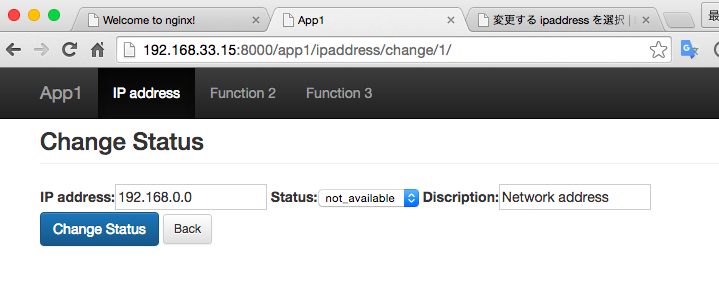 Welcome to nginx!
App1
変更する ipaddress を選択 |
最
192.168.33.15:8000/app1/ipaddress/change/1/
App1 IP address Function 2 Function 3
Change Status
IP address: 192.168.0.0 Status: not_available Discription: Network address
Change Status Back